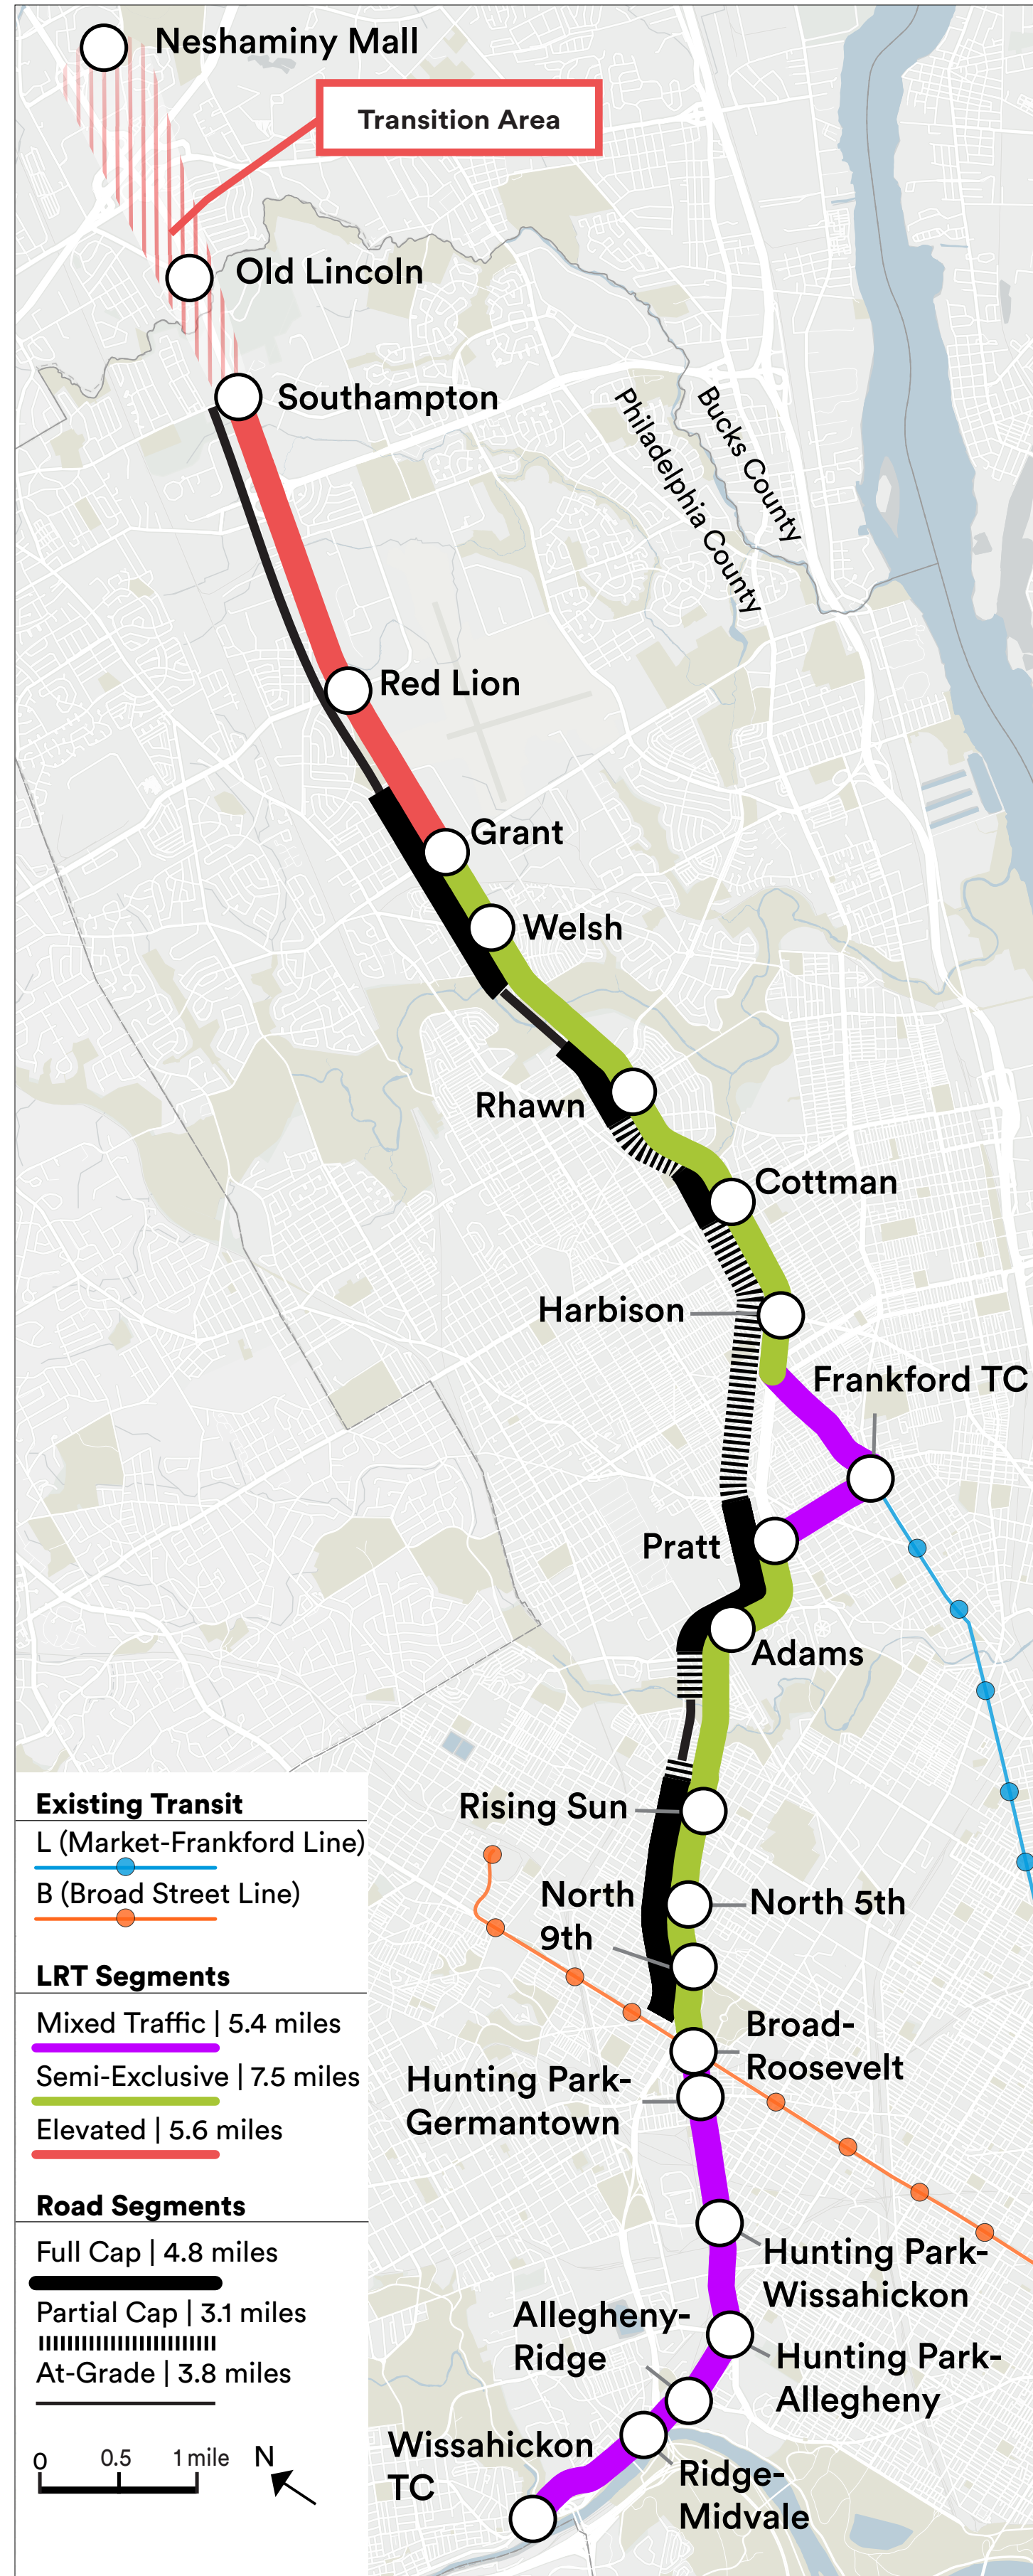 Neshaminy Mall
Transition Area
Old Lincoln
Southampton
Bucks County
Philadelphia County
Red Lion
Grant
Welsh
Rhawn
Cottman
Harbison
Frankford TC
Pratt
Adams
Rising Sun
North
9th
North 5th
Broad-
Roosevelt
Hunting Park-
Germantown
Hunting Park-
Wissahickon
Allegheny-
Ridge
Hunting Park-
Allegheny
Wissahickon
TC
Ridge-
Midvale
Existing Transit
L (Market-Frankford Line)
B (Broad Street Line)
LRT Segments
Mixed Traffic | 5.4 miles
Semi-Exclusive | 7.5 miles
Elevated | 5.6 miles
Road Segments
Full Cap | 4.8 miles
Partial Cap | 3.1 miles
At-Grade | 3.8 miles
0 0.5 1 mile N